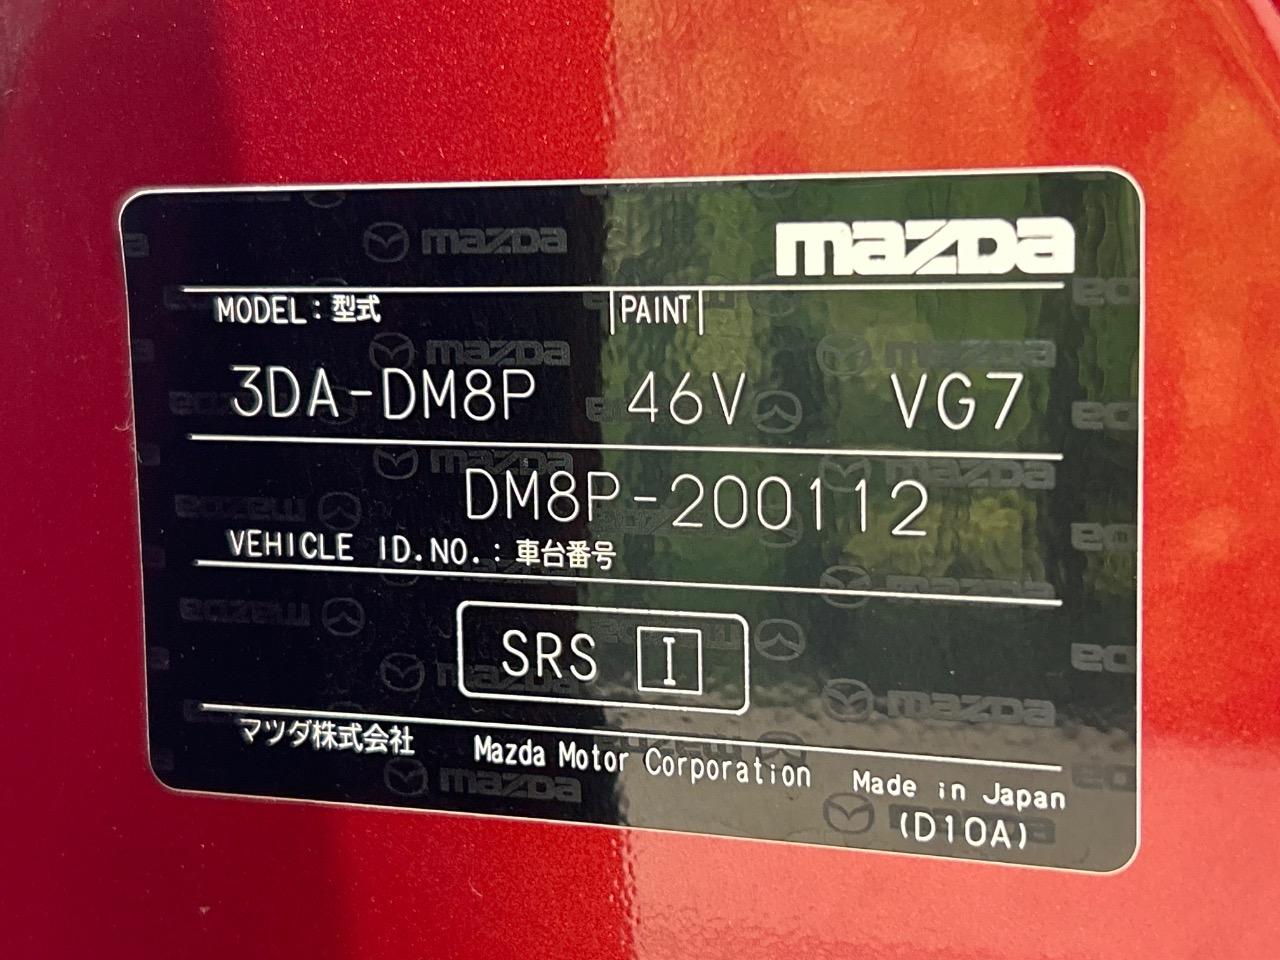 mazda
MODEL：型式 |PAINT|
3DA-DM8P 46V VG7
DM8P-200112
VEHICLE ID.NO.：車台番号
SRS I
マツダ株式会社 Mazda Motor Corporation Made in Japan
(D10A)